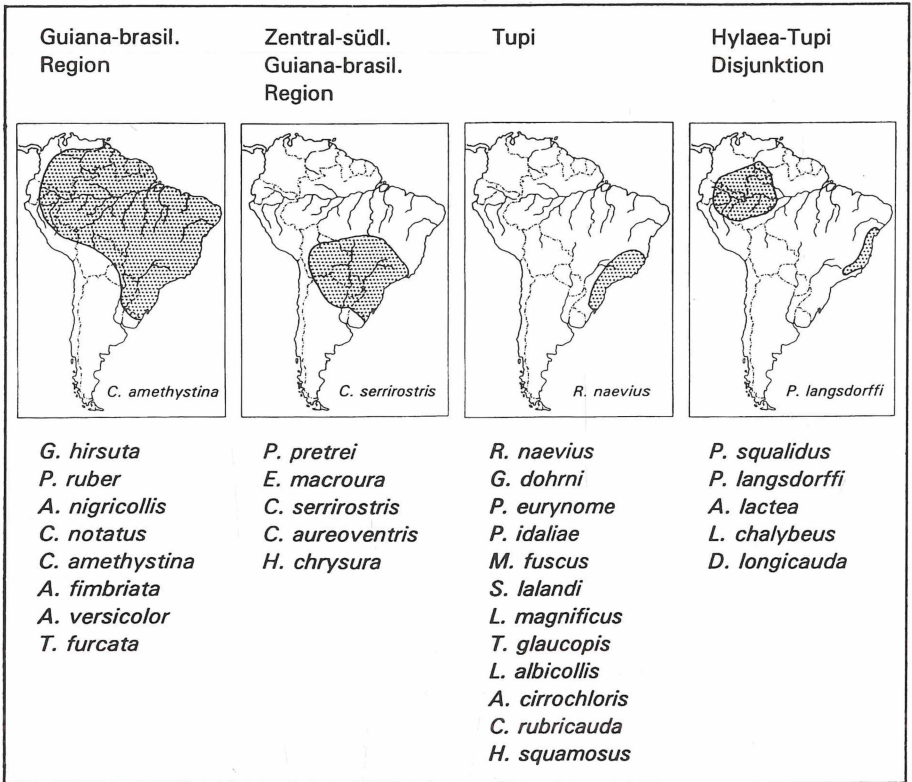 Guiana-brasil.
Region
Zentral-südl.
Guiana-brasil.
Region
Tupi
Hylaea-Tupi
Disjunktion
C. amethystina
C. serrirostris
R. naevius
P. langsdorffi
G. hirsuta
P. ruber
A. nigricollis
C. notatus
C. amethystina
A. fimbriata
A. versicolor
T. furcata
P. pretrei
E. macroura
C. serrirostris
C. aureoventris
H. chrysura
R. naevius
G. dohrni
P. eurynome
P. idaliae
M. fuscus
S. lalandi
L. magnificus
T. glaucopis
L. albicollis
A. cirrochloris
C. rubricauda
H. squamosus
P. squalidus
P. langsdorffi
A. lactea
L. chalybeus
D. longicauda